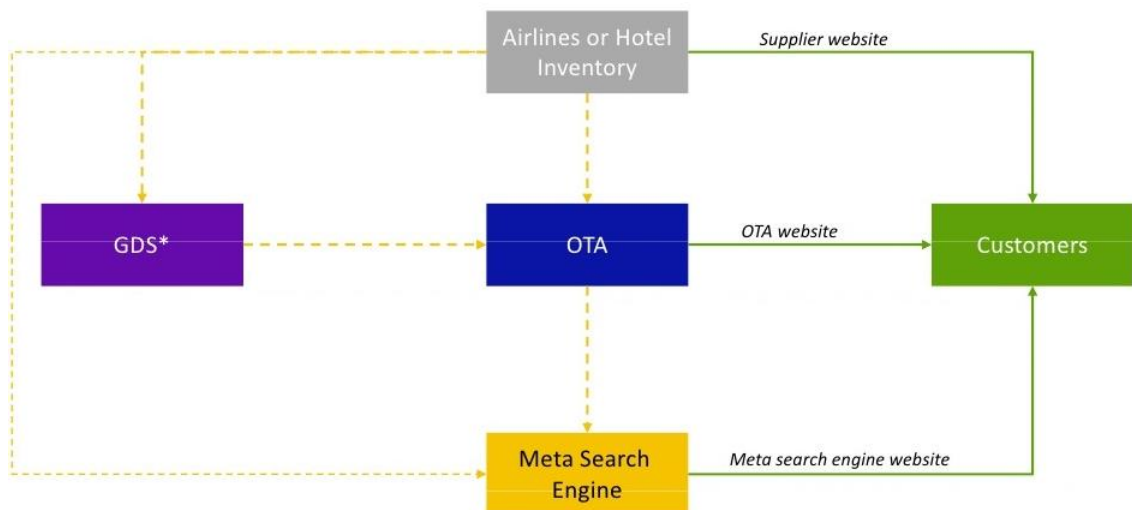 Airlines or Hotel
Inventory
Supplier website
GDS*
OTA
OTA website
Customers
Meta Search
Engine
Meta search engine website